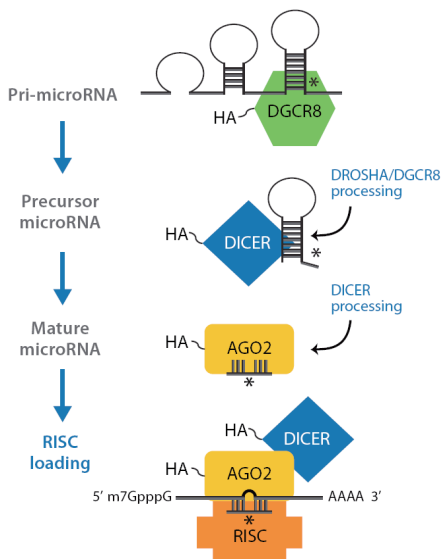 Pri-microRNA
*
DGCR8
HA
DROSHA/DGCR8
processing
Precursor
microRNA
HA
DICER
*
DICER
processing
Mature
microRNA
HA
AGO2
*
RISC
loading
HA
DICER
HA
AGO2
5' m7GpppG
AAAA 3'
*
RISC